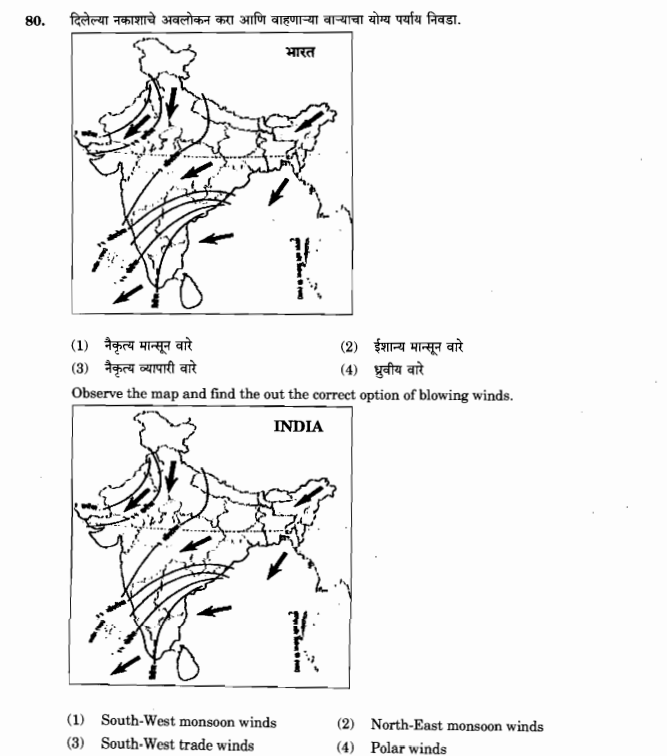 80. दिलेल्या नकाशाचे अवलोकन करा आणि वाहणाऱ्या वाऱ्याचा योग्य पर्याय निवडा.
भारत
(1) नैकृत्य मान्सून वारे (2) ईशान्य मान्सून वारे
(3) नैकृत्य व्यापारी वारे (4) ध्रुवीय वारे
Observe the map and find the out the correct option of blowing winds.
INDIA
(1) South-West monsoon winds (2) North-East monsoon winds
(3) South-West trade winds (4) Polar winds